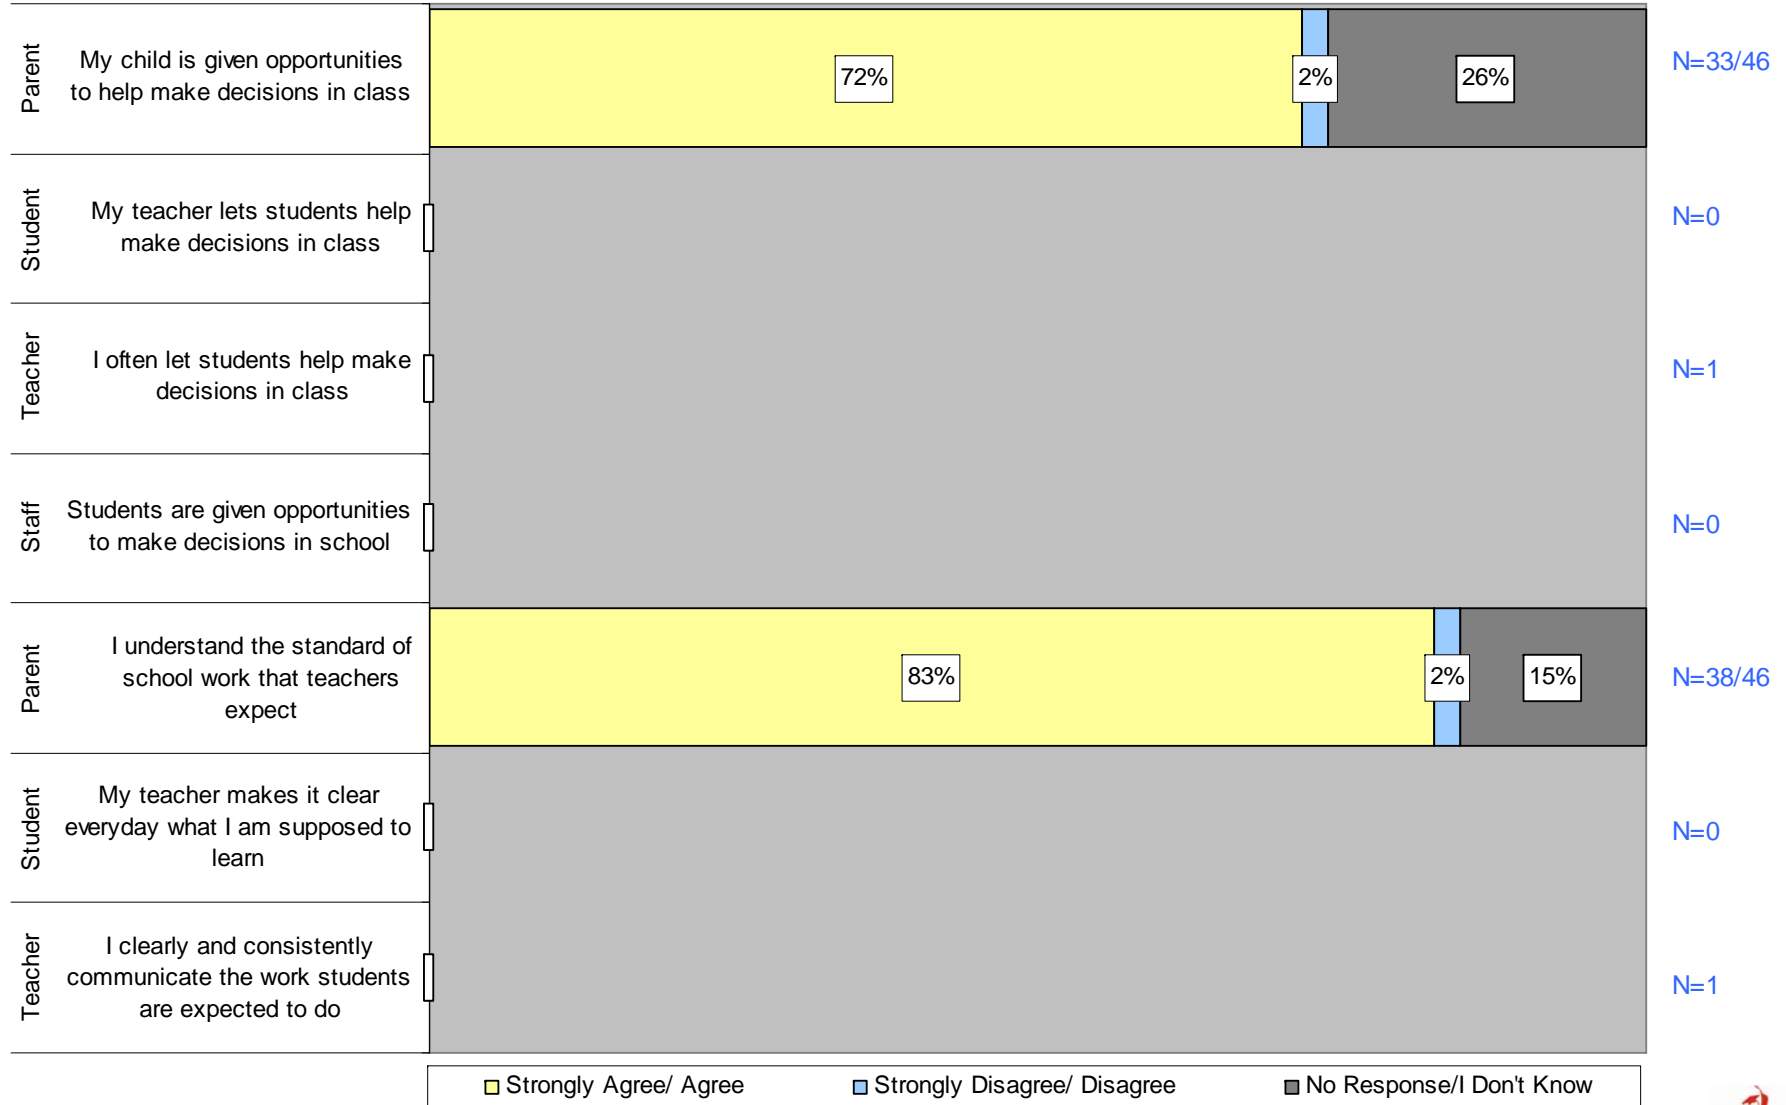 Parent
My child is given opportunities
to help make decisions in class
72%
2%
26%
N=33/46
Student
My teacher lets students help
make decisions in class
N=0
Teacher
I often let students help make
decisions in class
N=1
Staff
Students are given opportunities
to make decisions in school
N=0
Parent
I understand the standard of
school work that teachers
expect
83%
2%
15%
N=38/46
Student
My teacher makes it clear
everyday what I am supposed to
learn
N=0
Teacher
I clearly and consistently
communicate the work students
are expected to do
N=1
Strongly Agree/ Agree
Strongly Disagree/ Disagree
No Response/I Don't Know